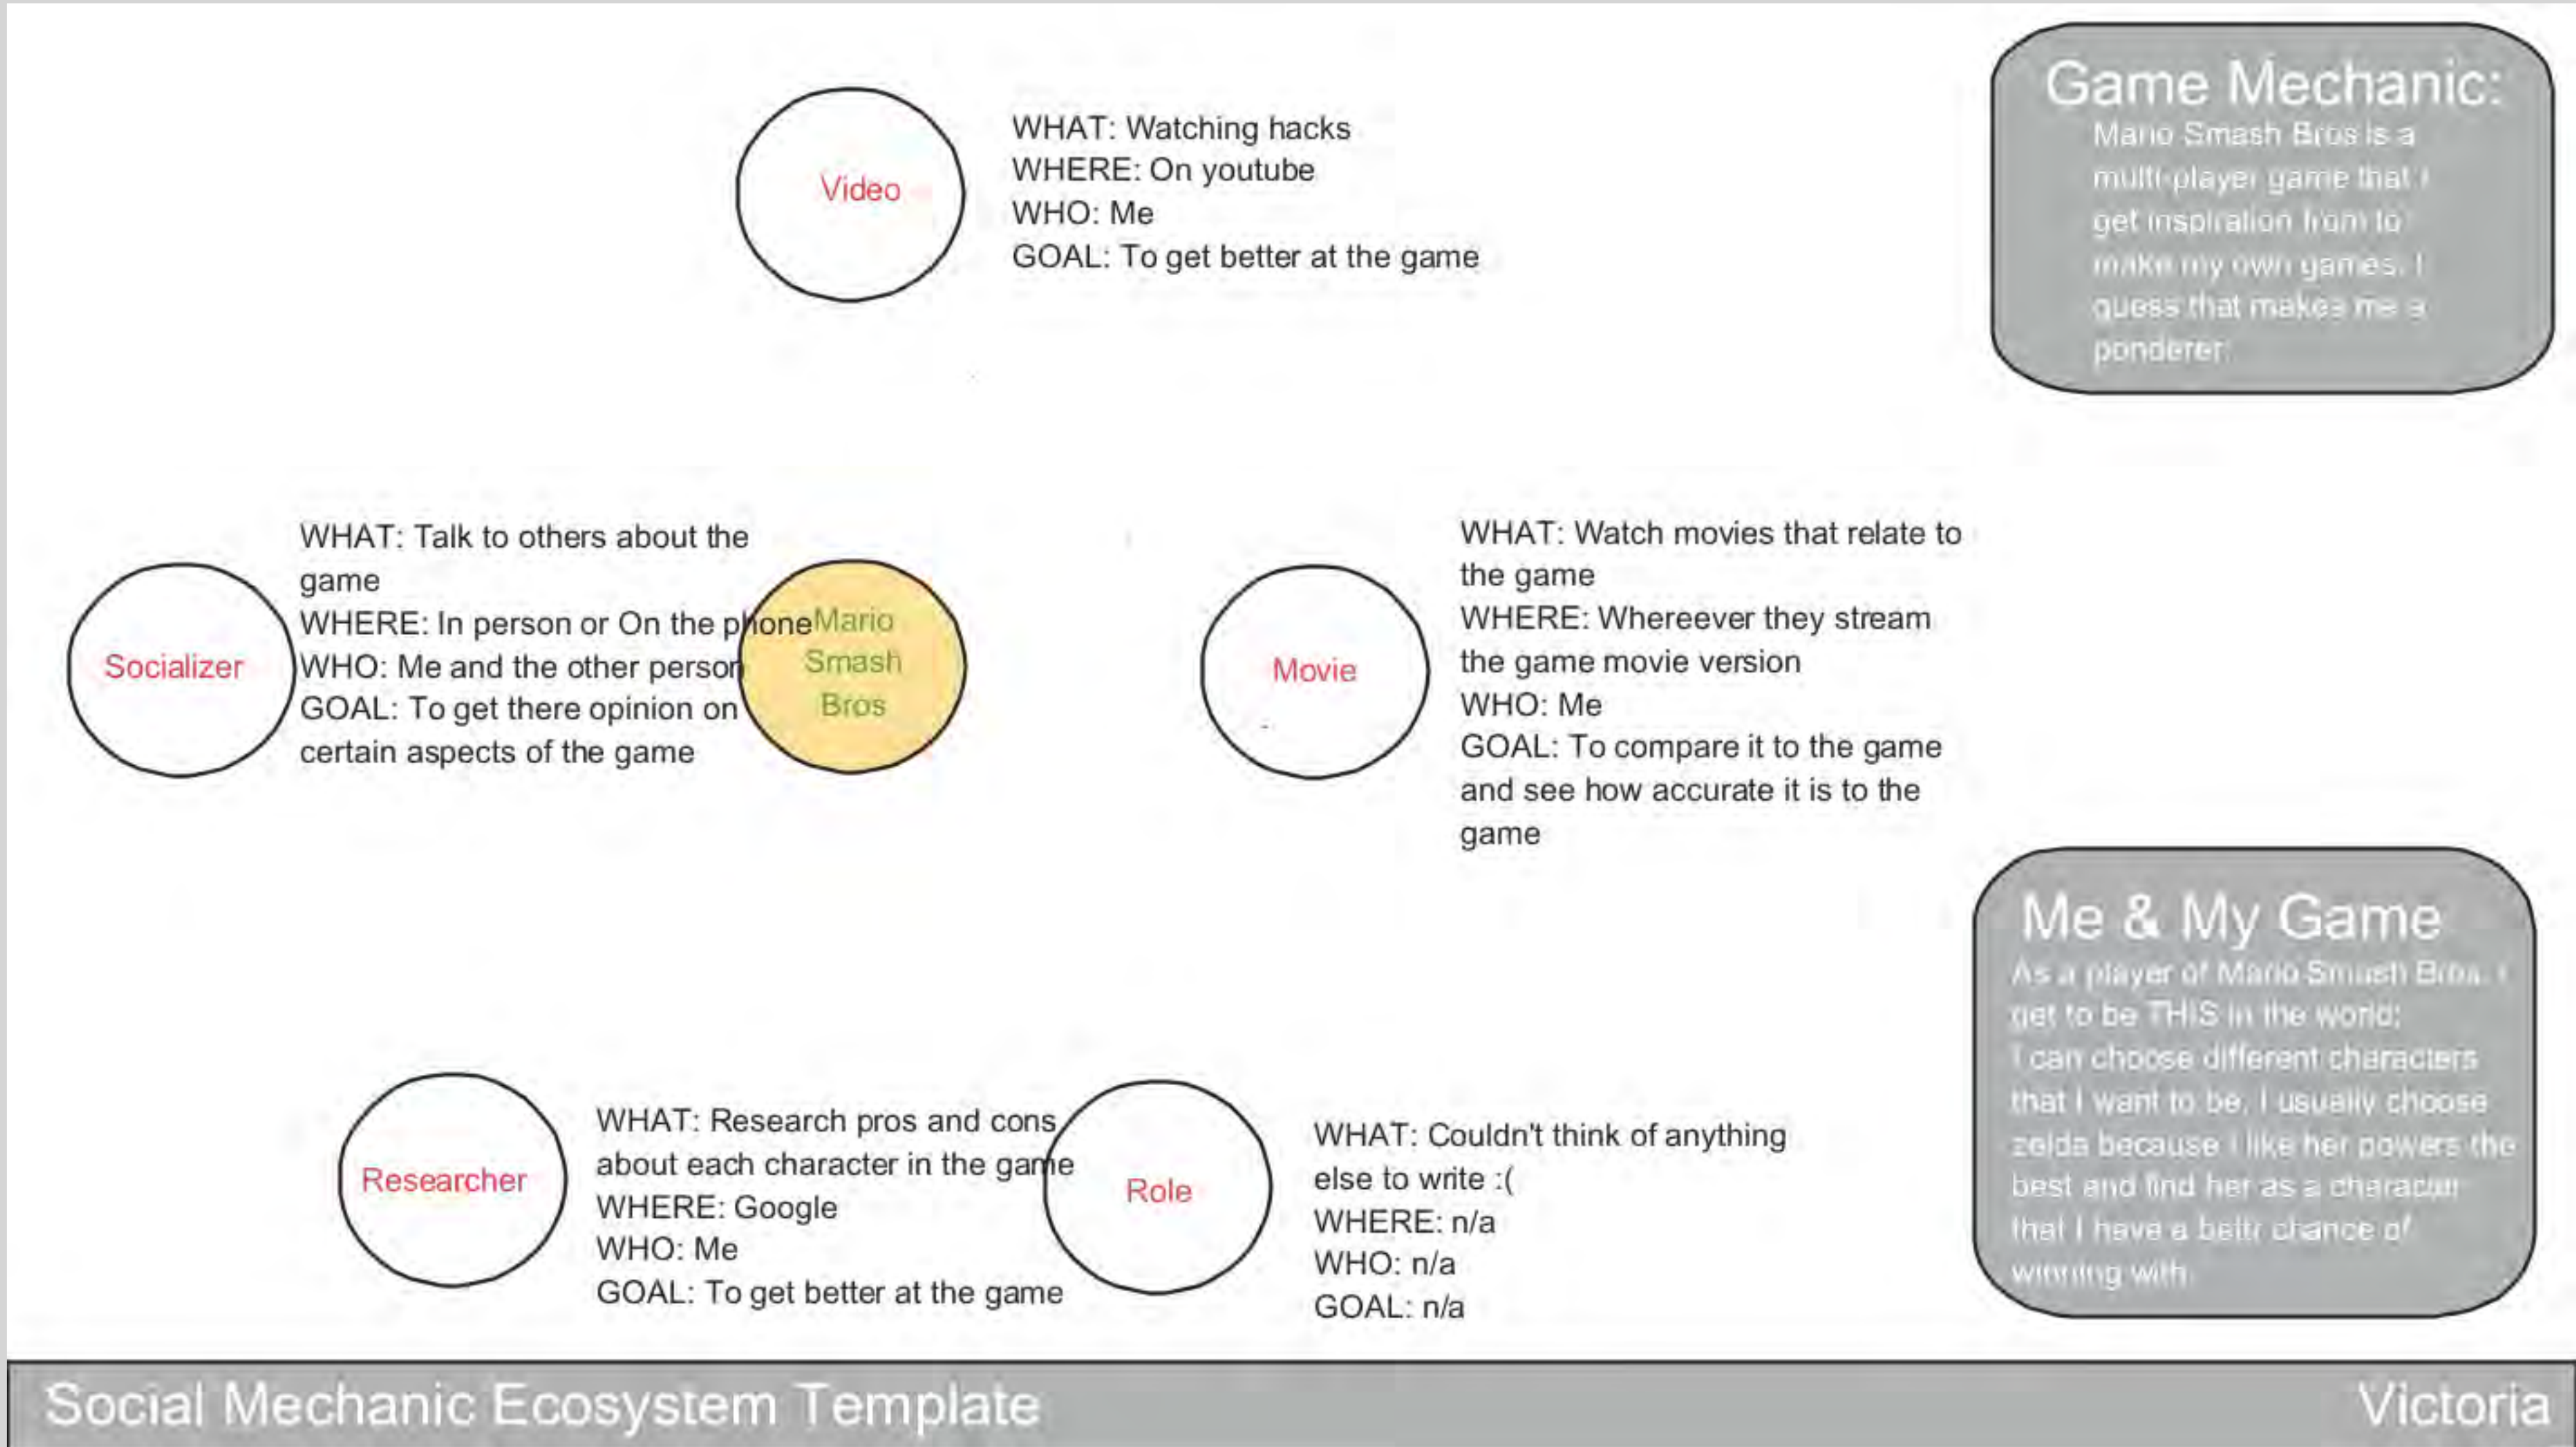 Game Mechanic:
Mario Smash Bros is a
multi-player game that I
get inspiration from to
make my own games. I
guess that makes me a
ponderer.
Video
WHAT: Watching hacks
WHERE: On youtube
WHO: Me
GOAL: To get better at the game
Socializer
WHAT: Talk to others about the
game
WHERE: In person or On the phone
WHO: Me and the other person
GOAL: To get there opinion on
certain aspects of the game
Mario
Smash
Bros
Movie
WHAT: Watch movies that relate to
the game
WHERE: Whereever they stream
the game movie version
WHO: Me
GOAL: To compare it to the game
and see how accurate it is to the
game
Me & My Game
As a player of Mario Smash Bros, I
get to be THIS in the world:
I can choose different characters
that I want to be. I usually choose
zelda because I like her powers the
best and find her as a character
that I have a bettr chance of
winning with
Researcher
WHAT: Research pros and cons
about each character in the game
WHERE: Google
WHO: Me
GOAL: To get better at the game
Role
WHAT: Couldn't think of anything
else to write :(
WHERE: n/a
WHO: n/a
GOAL: n/a
Social Mechanic Ecosystem Template
Victoria